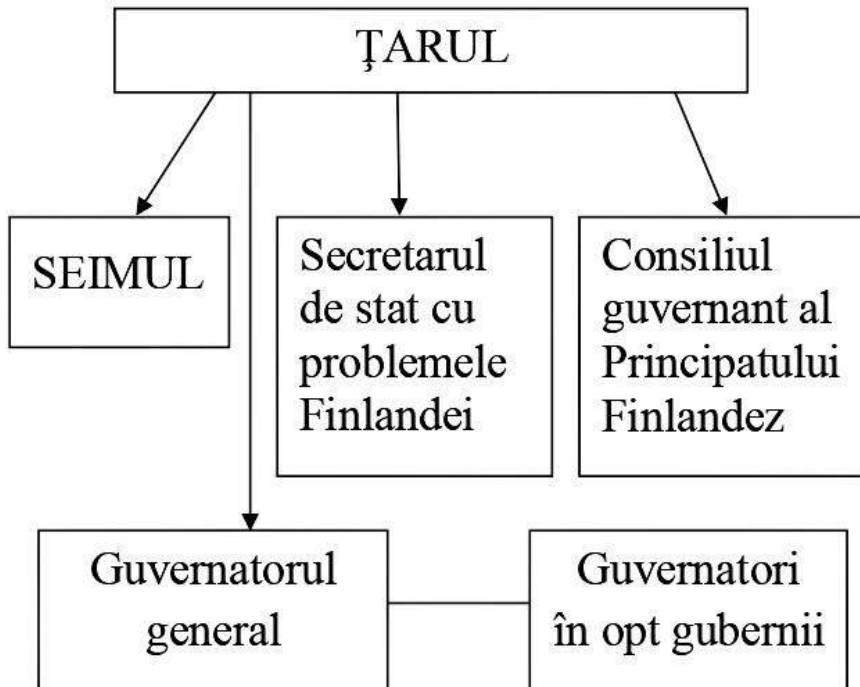 ŢARUL
SEIMUL
Secretarul
de stat cu
problemele
Finlandei
Consiliul
guvernant al
Principatului
Finlandez
Guvernatorul
general
Guvernatori
în opt gubernii